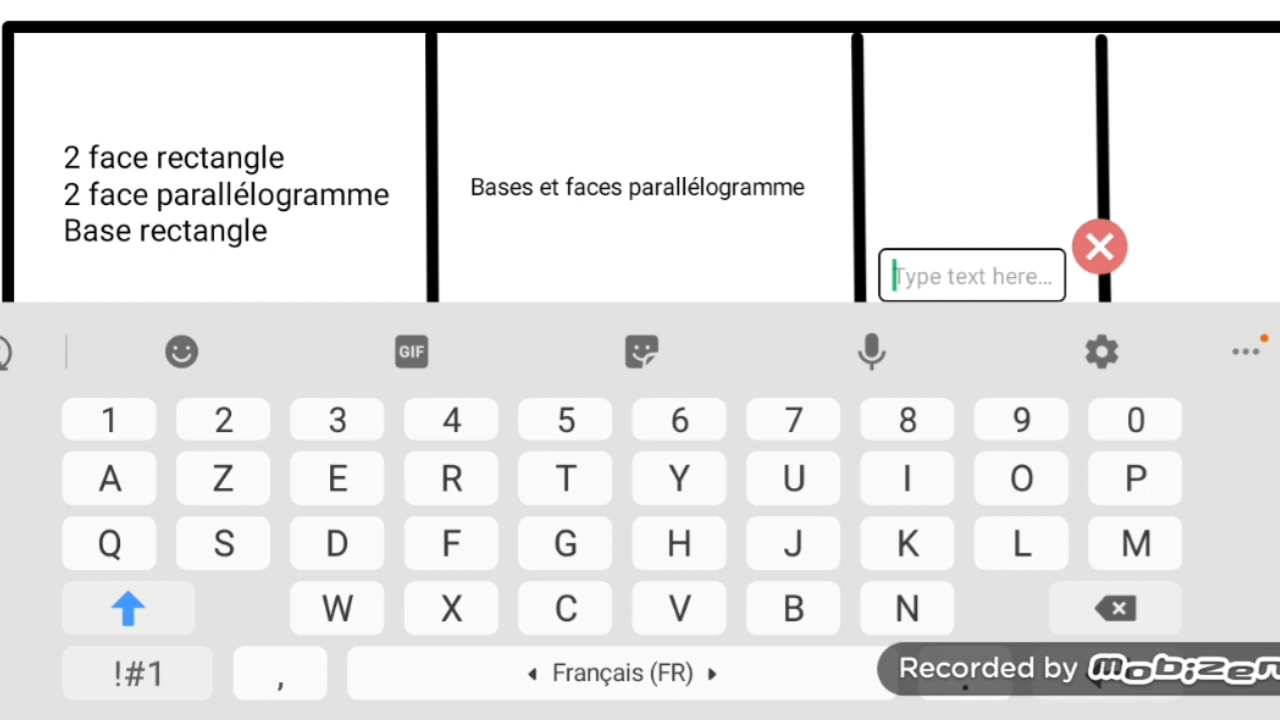 2 face rectangle
2 face parallélogramme
Base rectangle
Bases et faces parallélogramme
Type text here...
GIF
1 2 3 4 5 6 7 8 9 0
A Z E R T Y U I O P
Q S D F G H J K L M
W X C V B N
!#1 , Français (FR) .
Recorded by mobizen